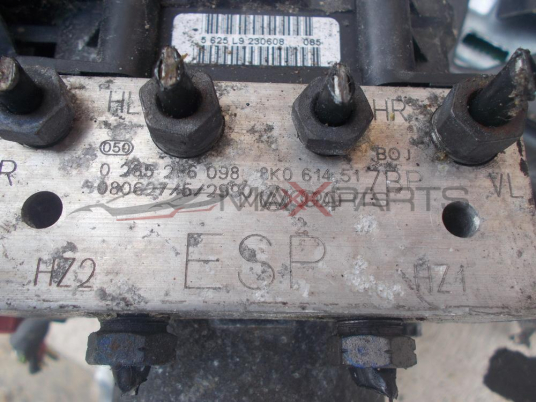 5 625 L9 230608 085
HL HR
059 BOJ
R 0 265 236 098 8K0 614 517 VL
MAXXPARTS
HZ2 ESP HZ1